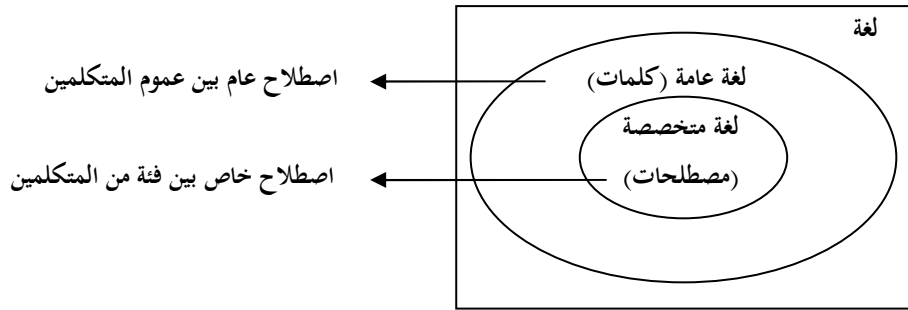 لغة
لغة عامة (كلمات)
اصطلاح عام بين عموم المتكلمين
لغة متخصصة
(مصطلحات)
اصطلاح خاص بين فئة من المتكلمين